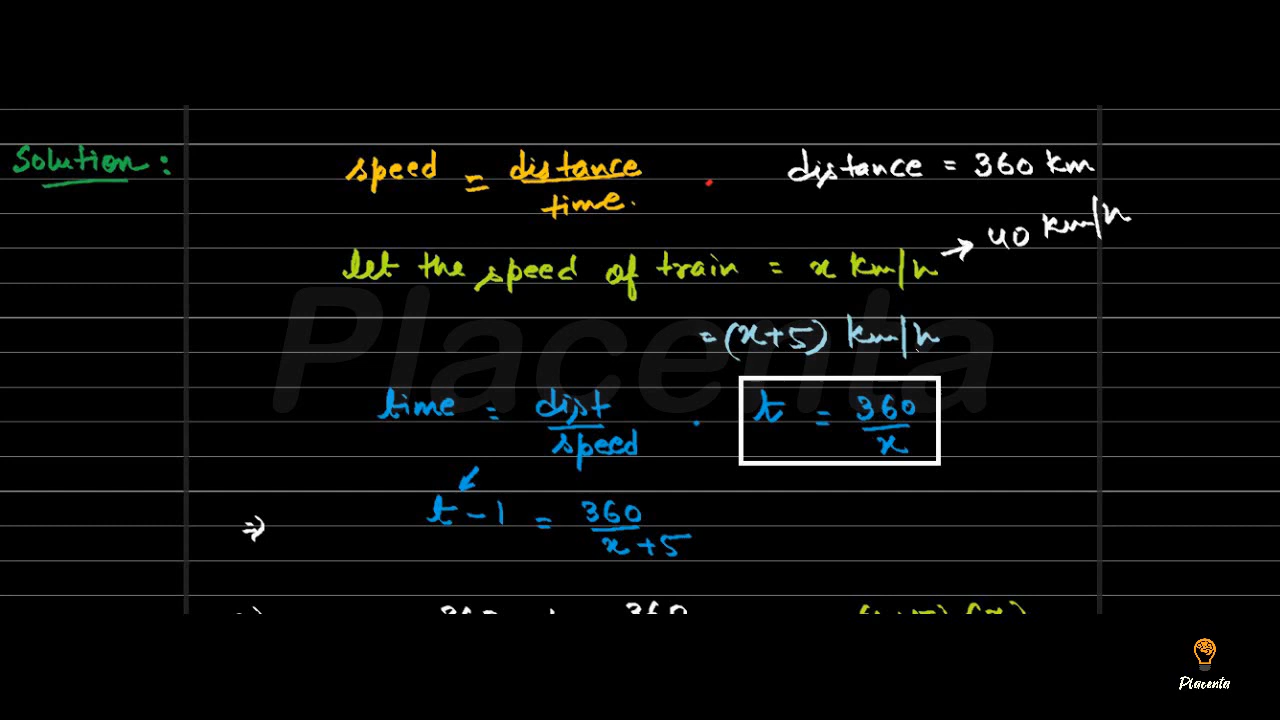 Solution: speed = distance / time. distance = 360 km
let the speed of train = x km/h → 40 km/h
= (x+5) km/h
time = dist / speed . t = 360 / x
⇒ t - 1 = 360 / x+5
Placenta
Placenta